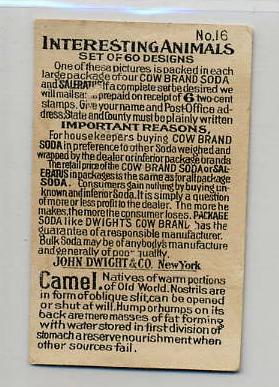 No.16
INTERESTING ANIMALS
SET OF 60 DESIGNS
One of these pictures is packed in each
large package of our COW BRAND SODA
and SALERATUS. If a complete set be desired we
will mail sa: prepaid on receipt of 6 two-cent
stamps. Give your name and Post-Office ad-
dress, State and County must be plainly written
IMPORTANT REASONS,
For housekeepers buying COW BRAND
SODA in preference to other Soda weighed and
wrapped by the dealer or inferior package brands
The retail price of the COW BRAND SODA or SAL-
ERATUS in packages is the same as for all package
SODA. Consumers gain nothing by buying un-
known and inferior Soda. It is simply a question
of more or less profit to the dealer. The more he
makes, the more the consumer loses. PACKAGE
SODA like DWIGHT'S COW BRAND has the
guarantee of a responsible manufacturer.
Bulk Soda may be of anybody's manufacture
and generally of poor quality.
JOHN DWIGHT & CO. New York
Camel. Natives of warm portions
of Old World. Nostrils are
in form of oblique slit, can be opened
or shut at will. Hump or humps on its
back are mere masses of fat forming
with water stored in first division of
stomach a reserve nourishment when
other sources fail.